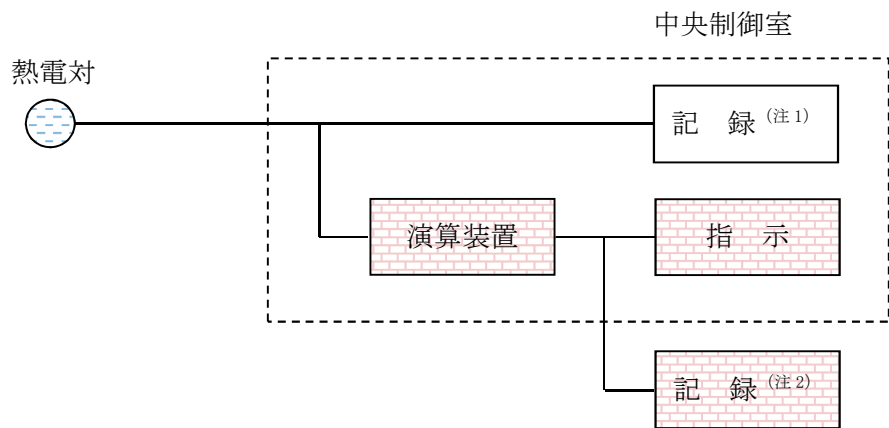 中央制御室
熱電対
記　録(注1)
演算装置
指　示
記　録(注2)